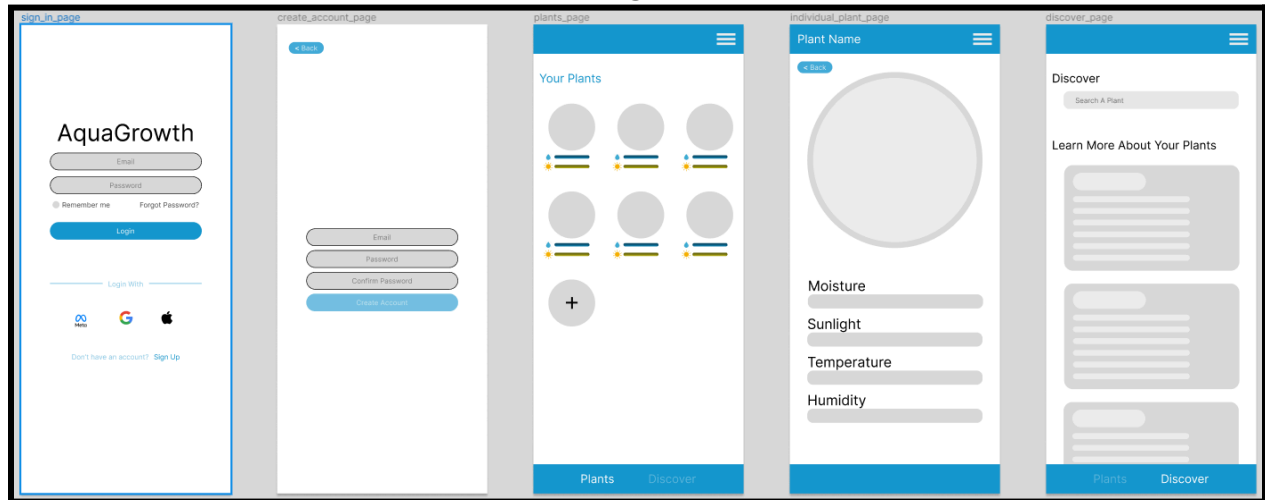 sign_in_page
AquaGrowth
Email
Password
Remember me Forgot Password?
Login
Login With
Meta
Don't have an account? Sign Up
create_account_page
< Back
Email
Password
Confirm Password
Create Account
plants_page
Your Plants
+
Plants Discover
individual_plant_page
Plant Name
< Back
Moisture
Sunlight
Temperature
Humidity
discover_page
Discover
Search A Plant
Learn More About Your Plants
Plants Discover